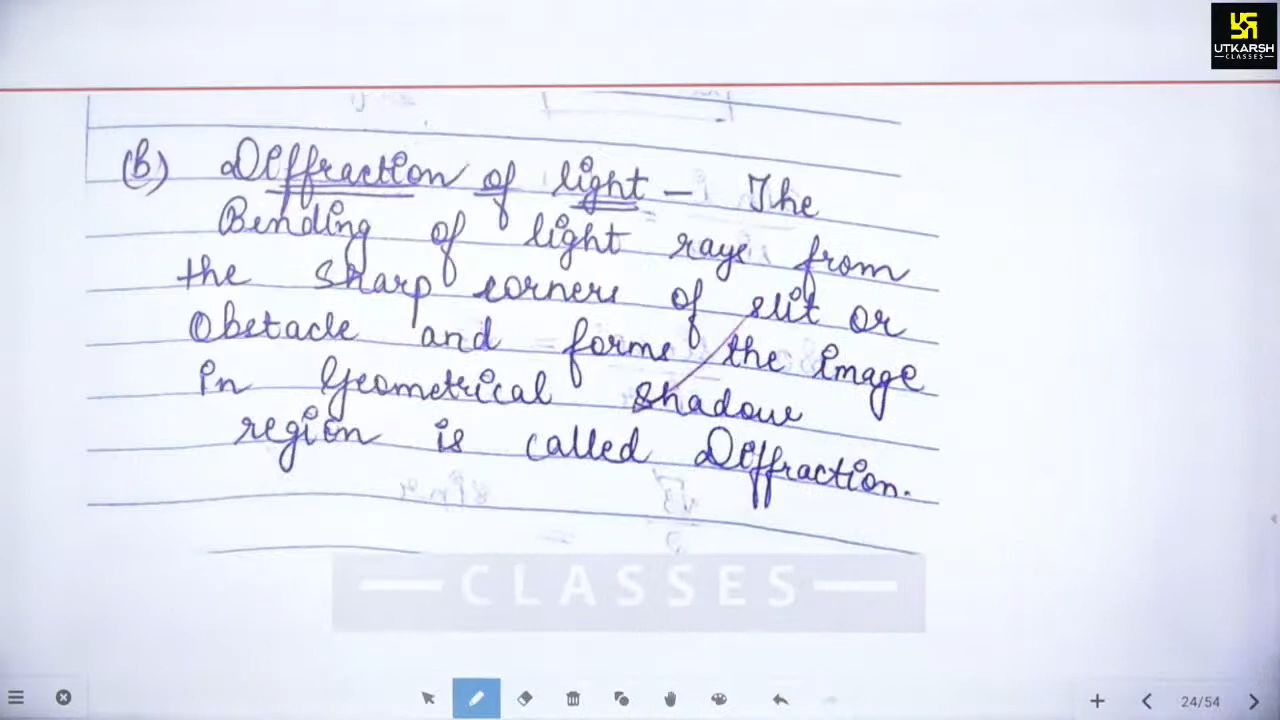 UTKARSH
CLASSES
(B) Diffraction of light - The
Bending of light rays from
the sharp corners of slit or
Obstacle and forms the image
in Geometrical shadow
region is called Diffraction.
CLASSES
24/54